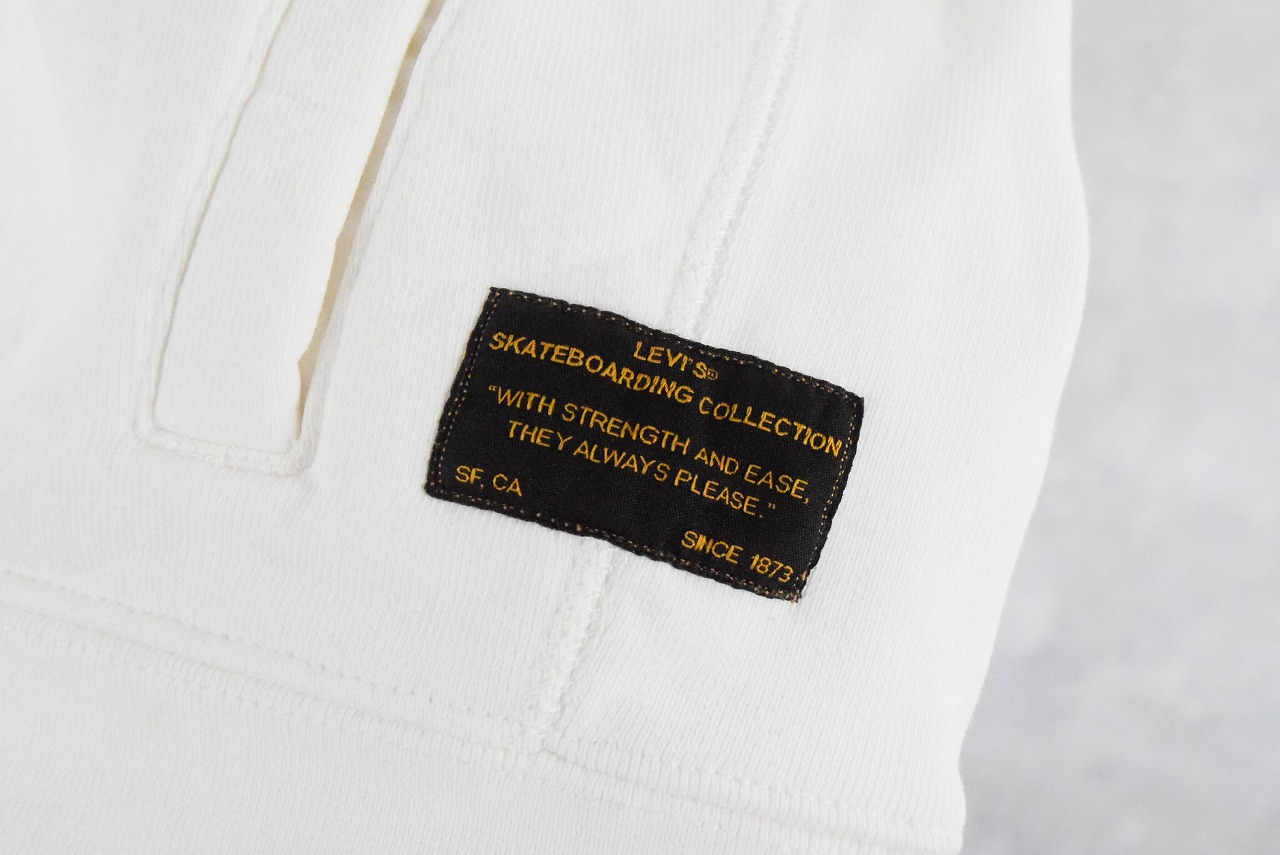 LEVI'S®
SKATEBOARDING COLLECTION
“WITH STRENGTH AND EASE,
THEY ALWAYS PLEASE.”
SF, CA
SINCE 1873